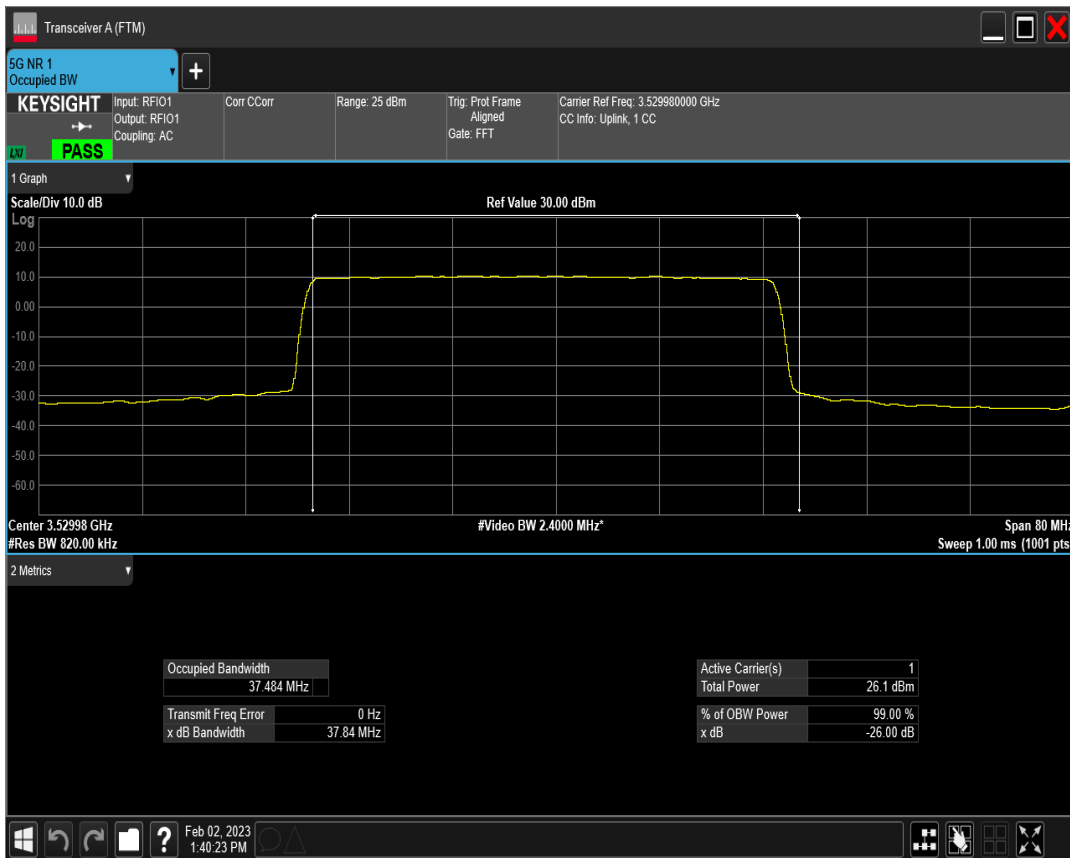 Transceiver A (FTM)
5G NR 1
Occupied BW
+
KEYSIGHT
LXI
PASS
Input: RFIO1
Output: RFIO1
Coupling: AC
Corr CCorr
Range: 25 dBm
Trig: Prot Frame
Aligned
Gate: FFT
Carrier Ref Freq: 3.529980000 GHz
CC Info: Uplink, 1 CC
1 Graph
Scale/Div 10.0 dB
Ref Value 30.00 dBm
Log
20.0
10.0
0.00
-10.0
-20.0
-30.0
-40.0
-50.0
-60.0
Center 3.52998 GHz
#Video BW 2.4000 MHz*
Span 80 MHz
#Res BW 820.00 kHz
Sweep 1.00 ms (1001 pts
2 Metrics
Occupied Bandwidth
37.484 MHz
Transmit Freq Error 0 Hz
x dB Bandwidth 37.84 MHz
Active Carrier(s) 1
Total Power 26.1 dBm
% of OBW Power 99.00 %
x dB -26.00 dB
?
Feb 02, 2023
1:40:23 PM